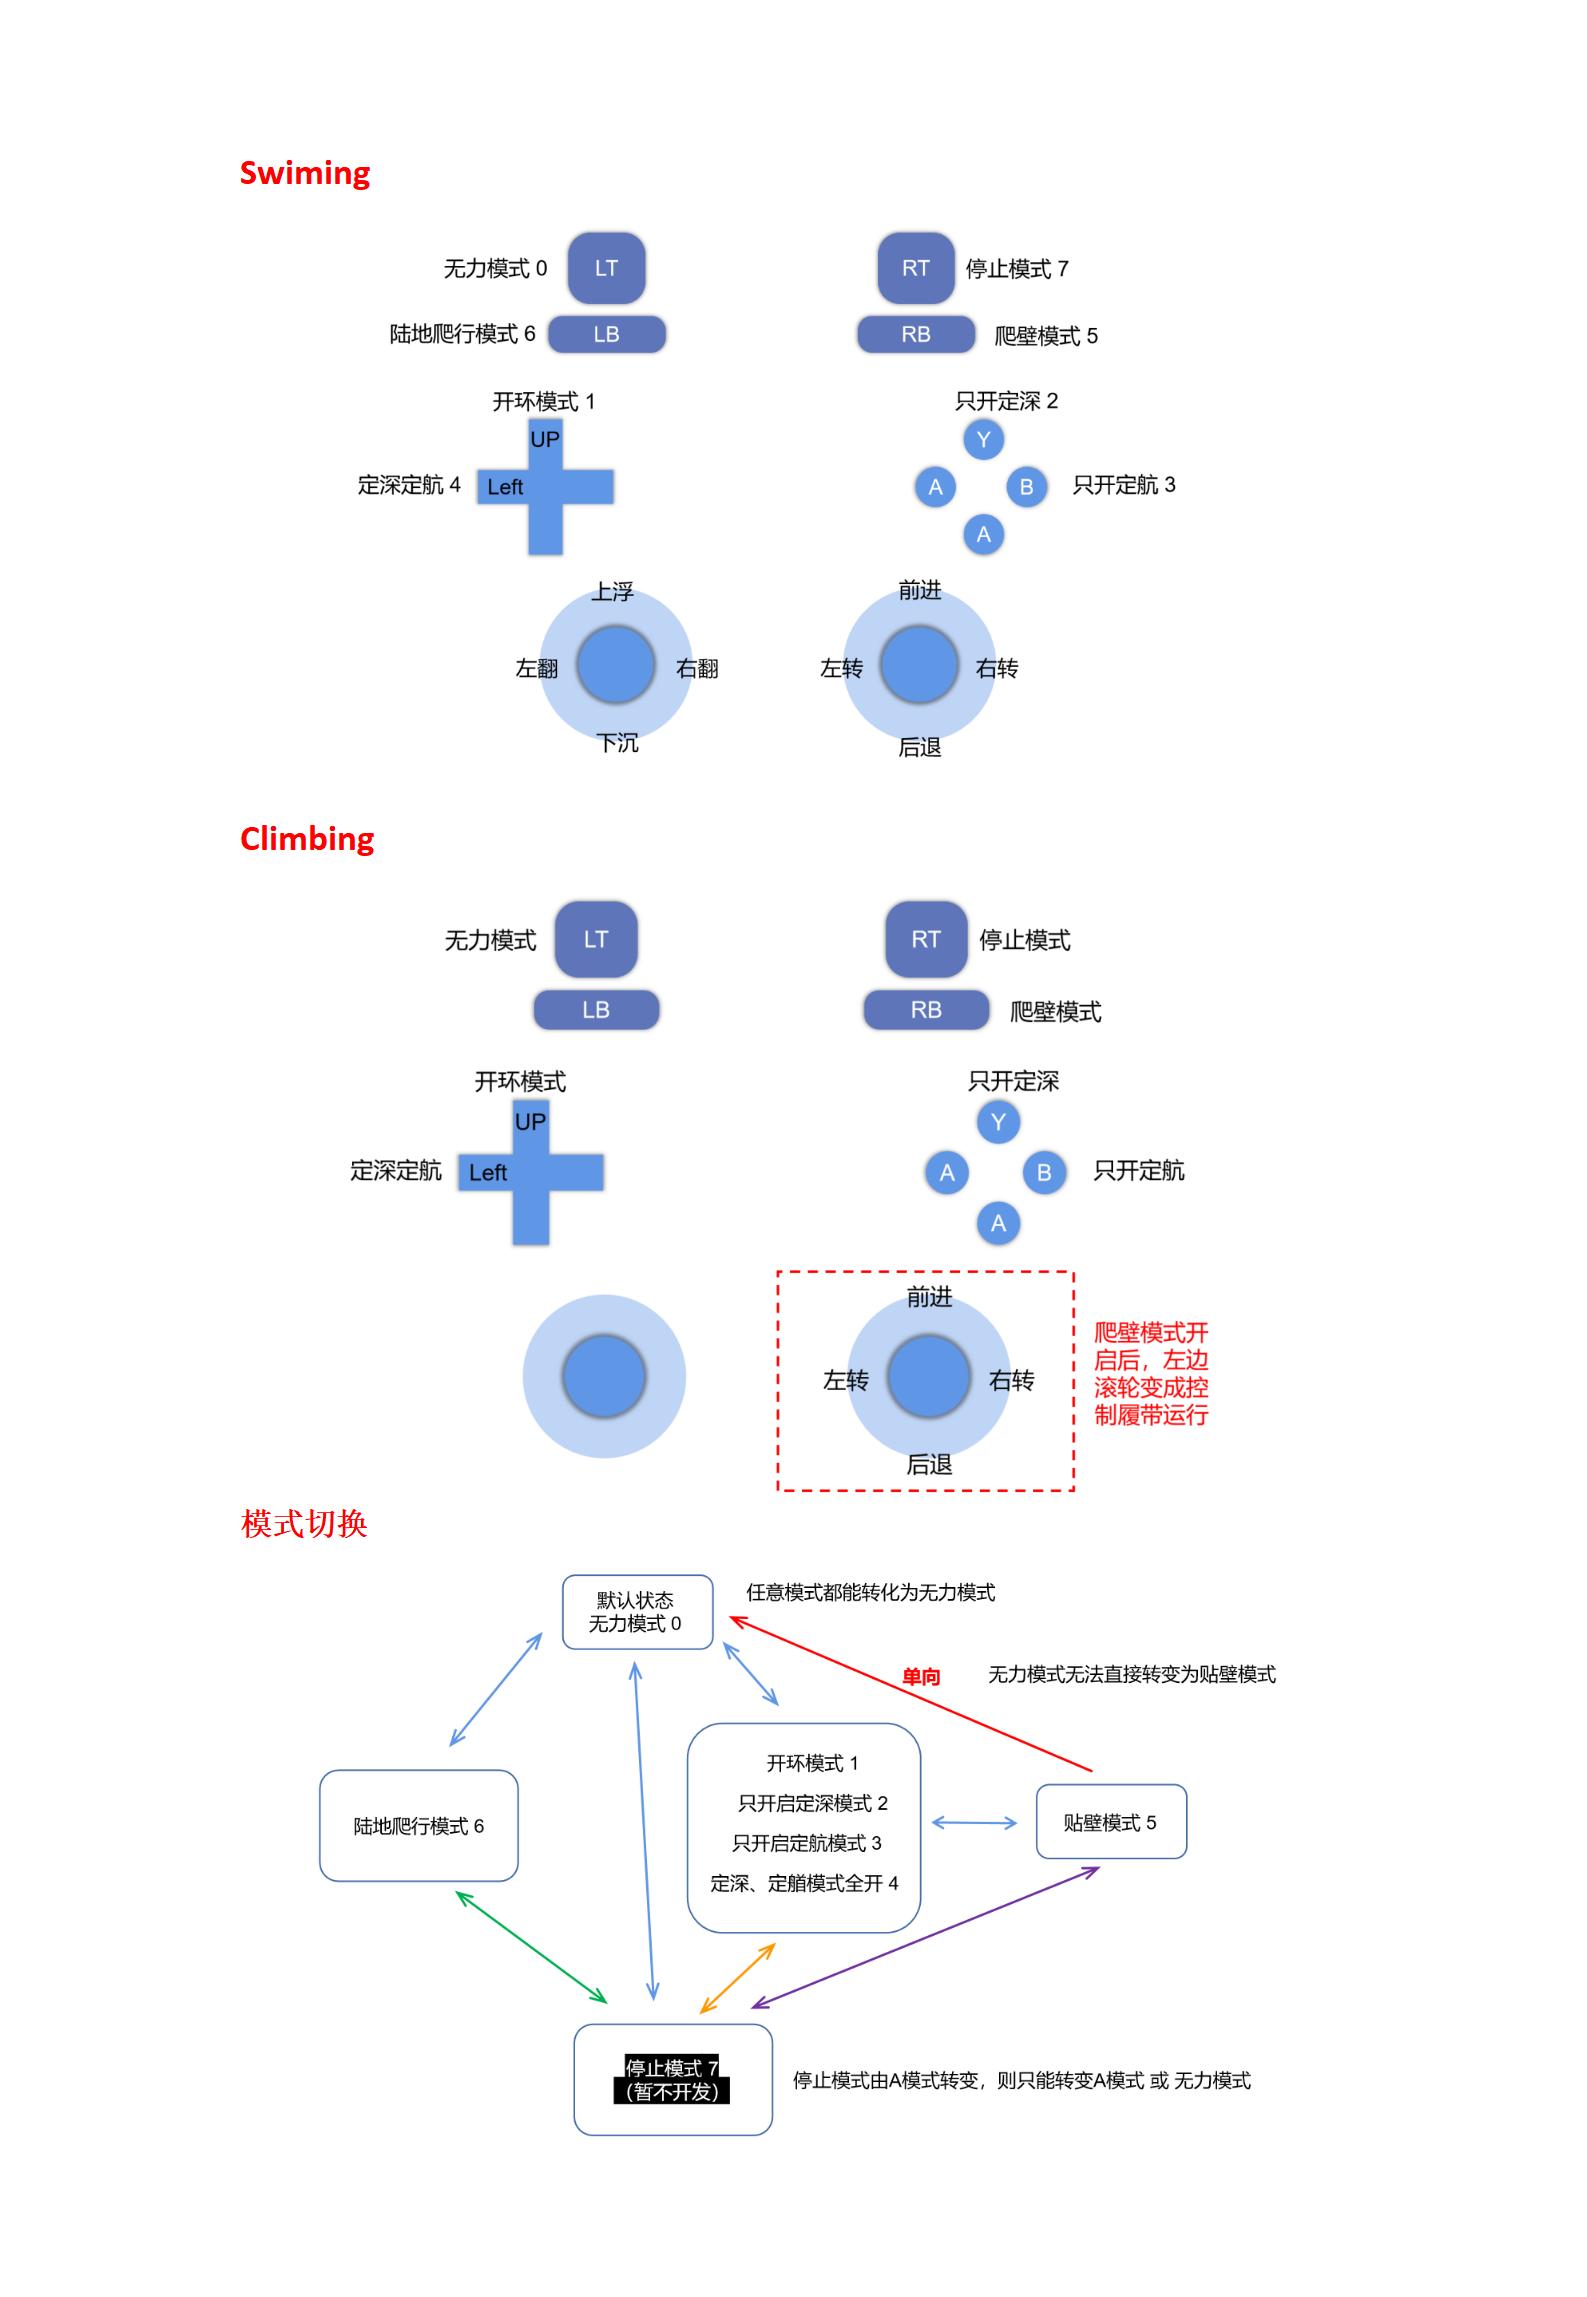 Swiming
无力模式 0
LT
RT
停止模式 7
陆地爬行模式 6
LB
RB
爬壁模式 5
开环模式 1
只开定深 2
UP
Y
定深定航 4
Left
A
B
只开定航 3
A
上浮
前进
左翻
右翻
左转
右转
下沉
后退
Climbing
无力模式
LT
RT
停止模式
LB
RB
爬壁模式
开环模式
只开定深
UP
Y
定深定航
Left
A
B
只开定航
A
前进
左转
右转
后退
爬壁模式开
启后，左边
滚轮变成控
制履带运行
模式切换
默认状态
无力模式 0
任意模式都能转化为无力模式
单向
无力模式无法直接转变为贴壁模式
开环模式 1
只开启定深模式 2
只开启定航模式 3
定深、定艏模式全开 4
陆地爬行模式 6
贴壁模式 5
停止模式 7
（暂不开发）
停止模式由A模式转变，则只能转变A模式 或 无力模式